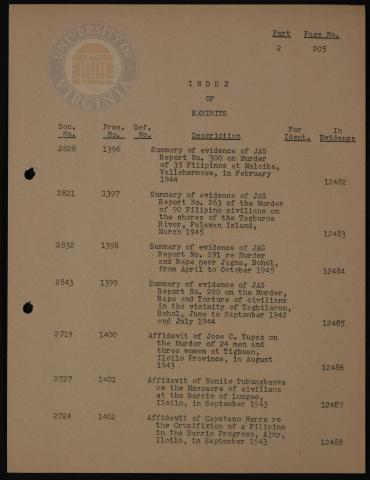 UNIVERSITY OF VIRGINIA
Part Page No.
2 205
INDEX
OF
EXHIBITS
Doc. Pros. Def. For In
No. No. No. Description Ident. Evidence
2828 1396 Summary of evidence of JAG
Report No. 300 on Murder
of 35 Filipinos at
Vallehermoso, in February
1944 12482
2821 1397 Summary of evidence of JAG
Report No. 263 of the Murder
of 90 Filipino civilians on
the shores of the Tagburos
River, Palawan Island,
March 1945 12483
2832 1398 Summary of evidence of JAG
Report No. 291 re Murder
and Rape near Jagna, Bohol,
from April to October 1945 12484
2843 1399 Summary of evidence of JAG
Report No. 290 on the Murder,
Rape and Torture of civilians
in the vicinity of Tagbilaran,
Bohol, June to September 1942
and July 1944 12485
2719 1400 Affidavit of Jose C. Tupaz on
the Murder of 24 men and
three women at Tigbuan,
Iloilo Province, in August
1943 12486
2727 1401 Affidavit of Nonito Tubungbanwa
re the Massacre of civilians
at the Barrio of Lungao,
Iloilo, in September 1943 12487
2724 1402 Affidavit of Cayetano Narra re
the Crucifixion of a Filipino
in the Barrio Progreso, Ajuy,
Iloilo, in September 1943 12488